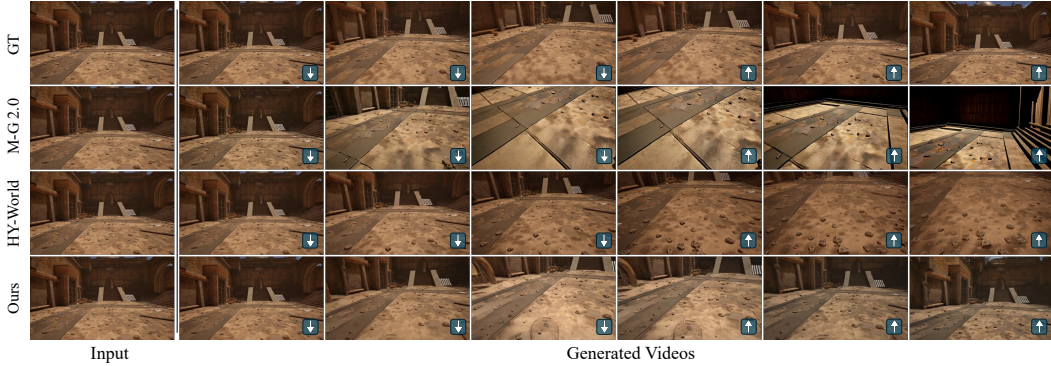 GT
M-G 2.0
HY-World
Ours
Input
Generated Videos